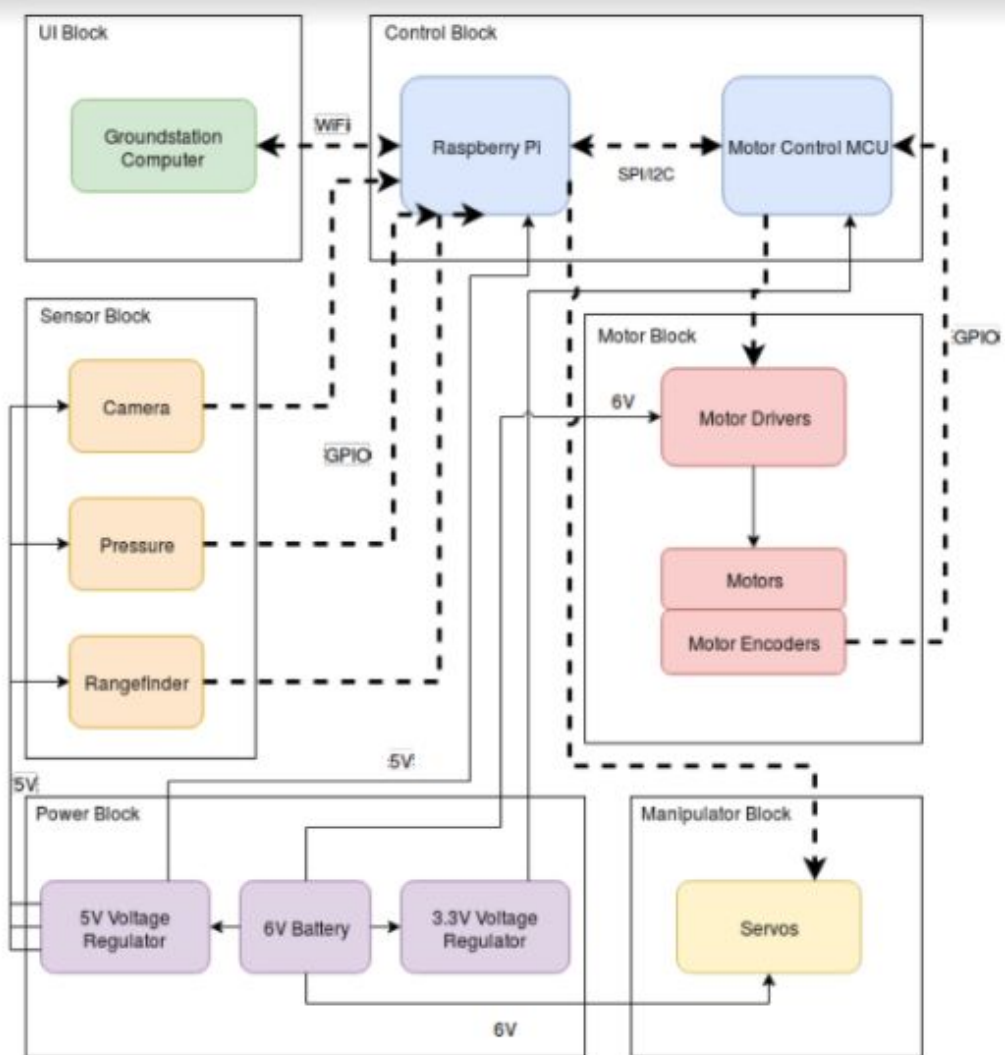 UI Block
Control Block
Groundstation
Computer
WiFi
Raspberry Pi
SPI/I2C
Motor Control MCU
GPIO
Sensor Block
Camera
GPIO
Pressure
Rangefinder
Motor Block
6V
Motor Drivers
Motors
Motor Encoders
5V
5V
Power Block
5V Voltage
Regulator
6V Battery
3.3V Voltage
Regulator
6V
Manipulator Block
Servos